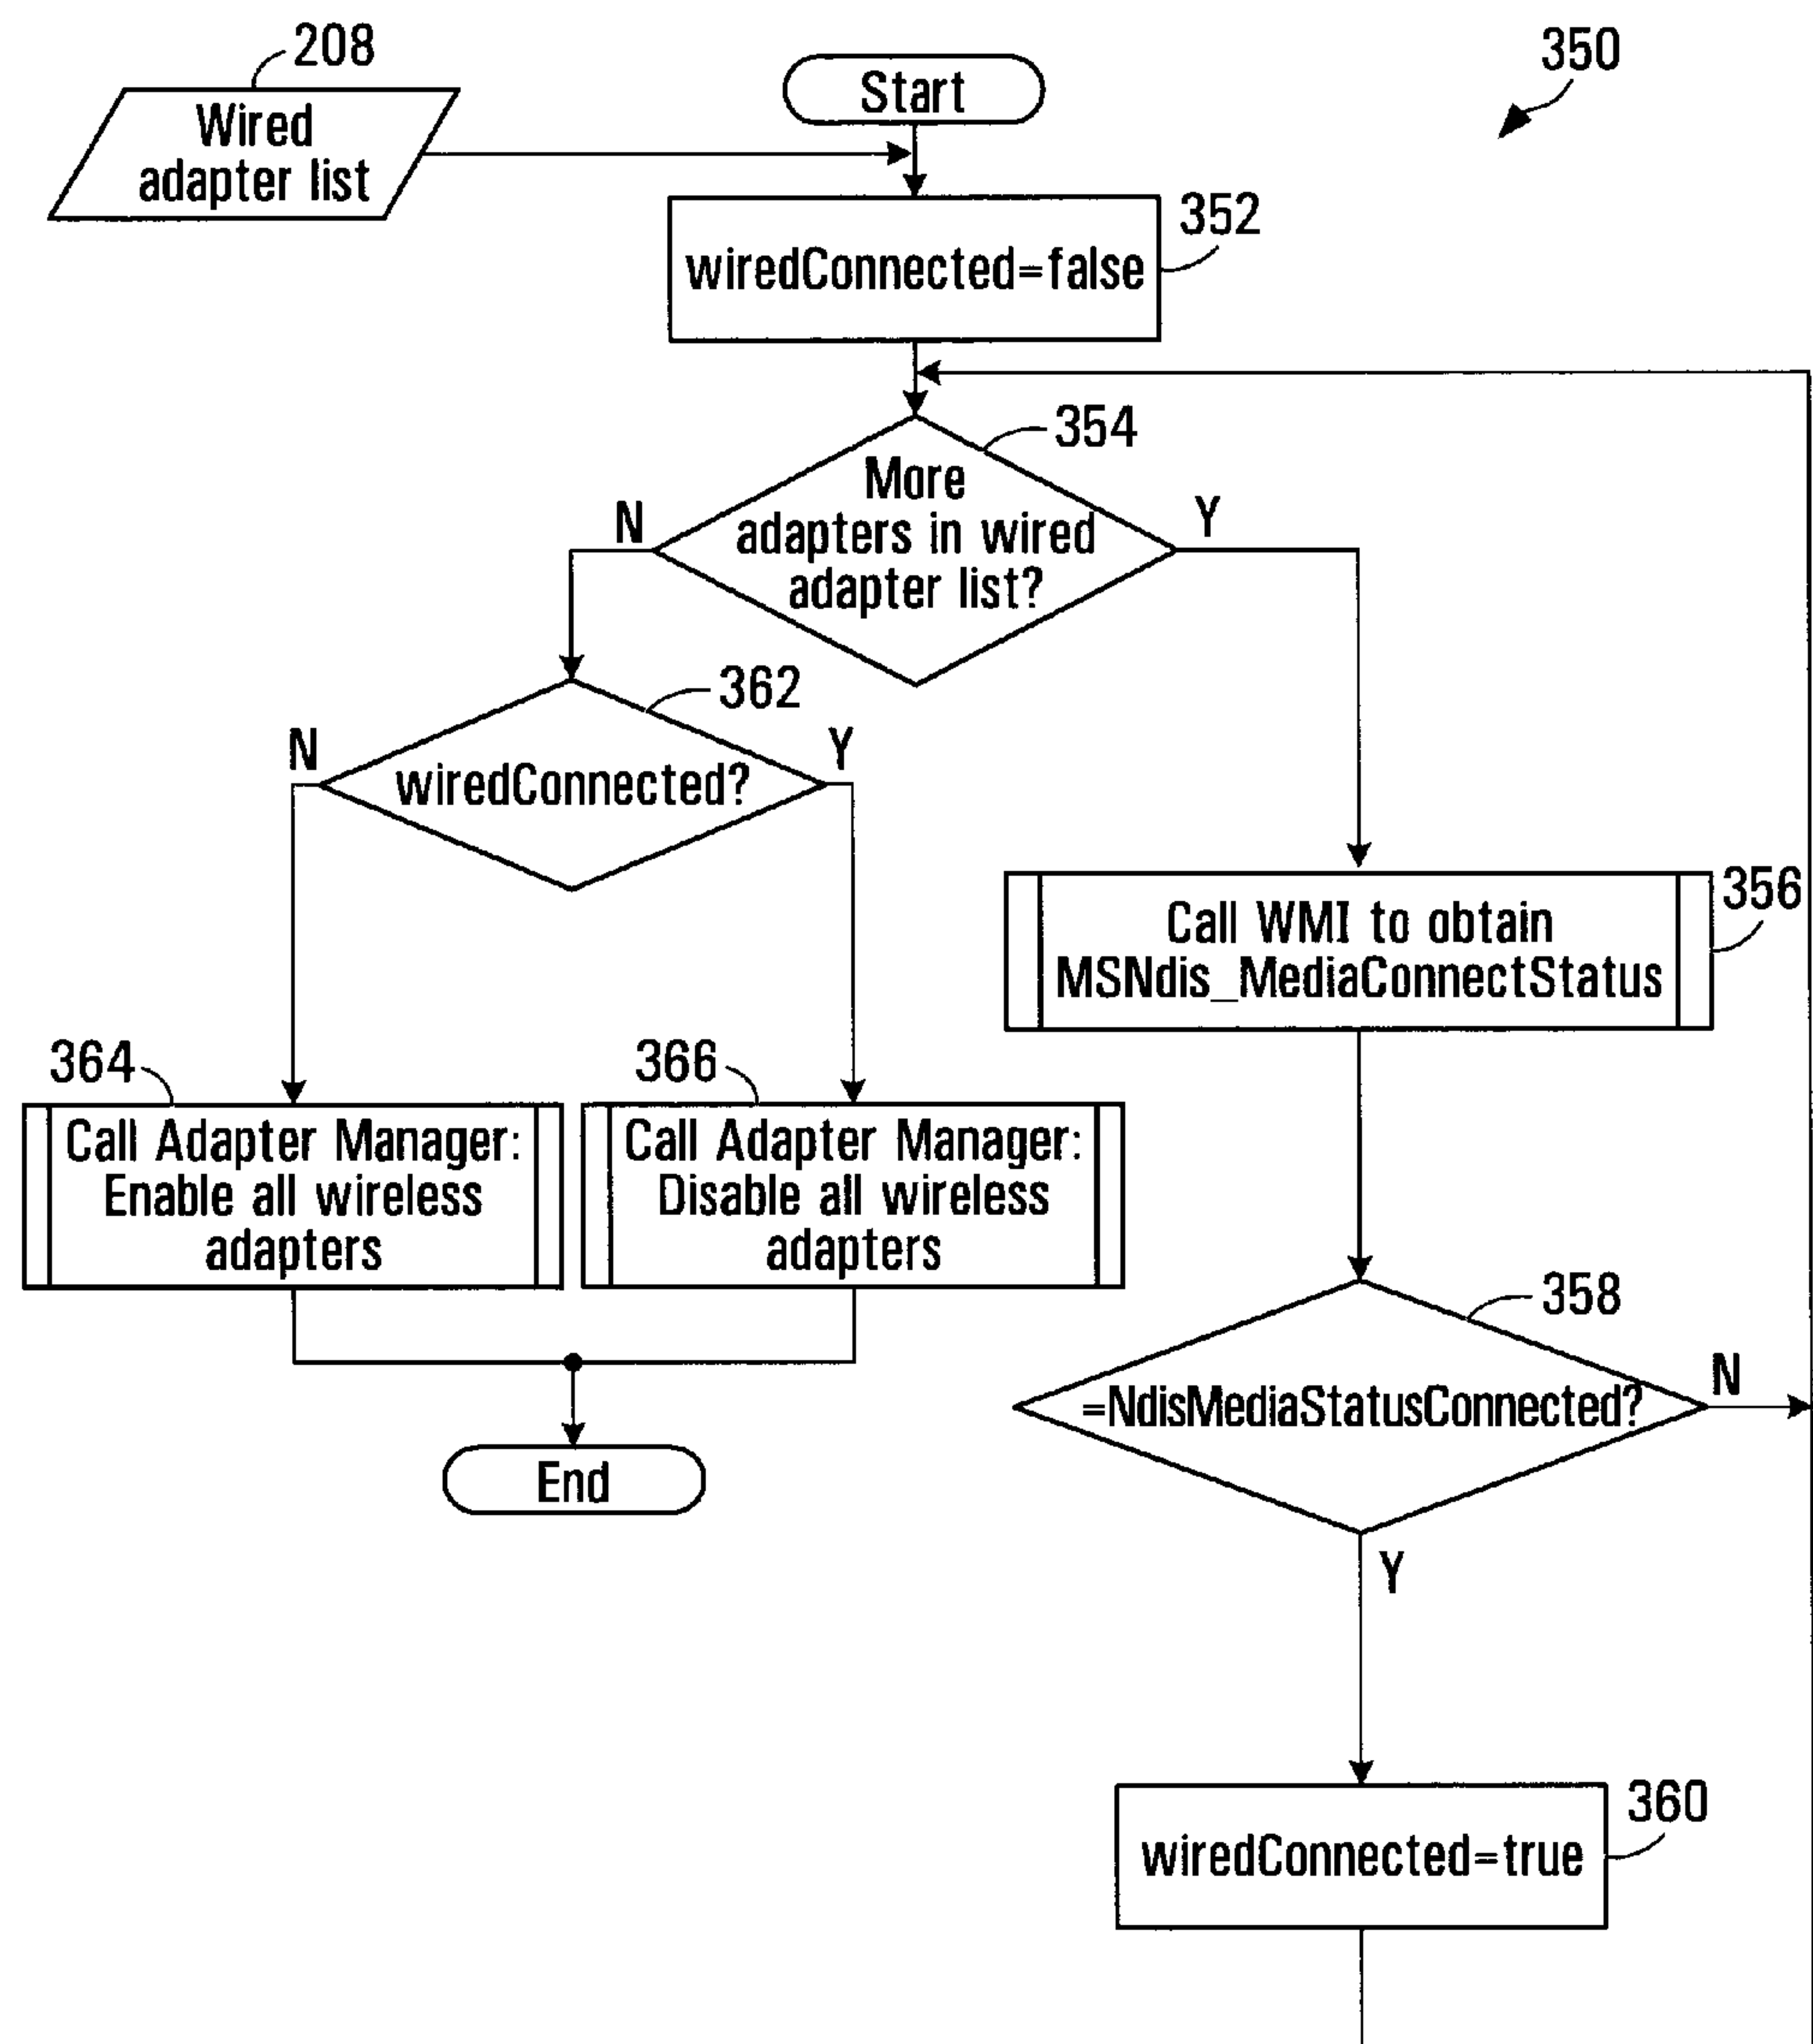 208
Wired
adapter list
Start
350
wiredConnected=false
352
354
More
adapters in wired
adapter list?
N
Y
362
N
wiredConnected?
Y
356
Call WMI to obtain
MSNdis_MediaConnectStatus
364
Call Adapter Manager:
Enable all wireless
adapters
366
Call Adapter Manager:
Disable all wireless
adapters
358
=NdisMediaStatusConnected?
N
Y
End
360
wiredConnected=true